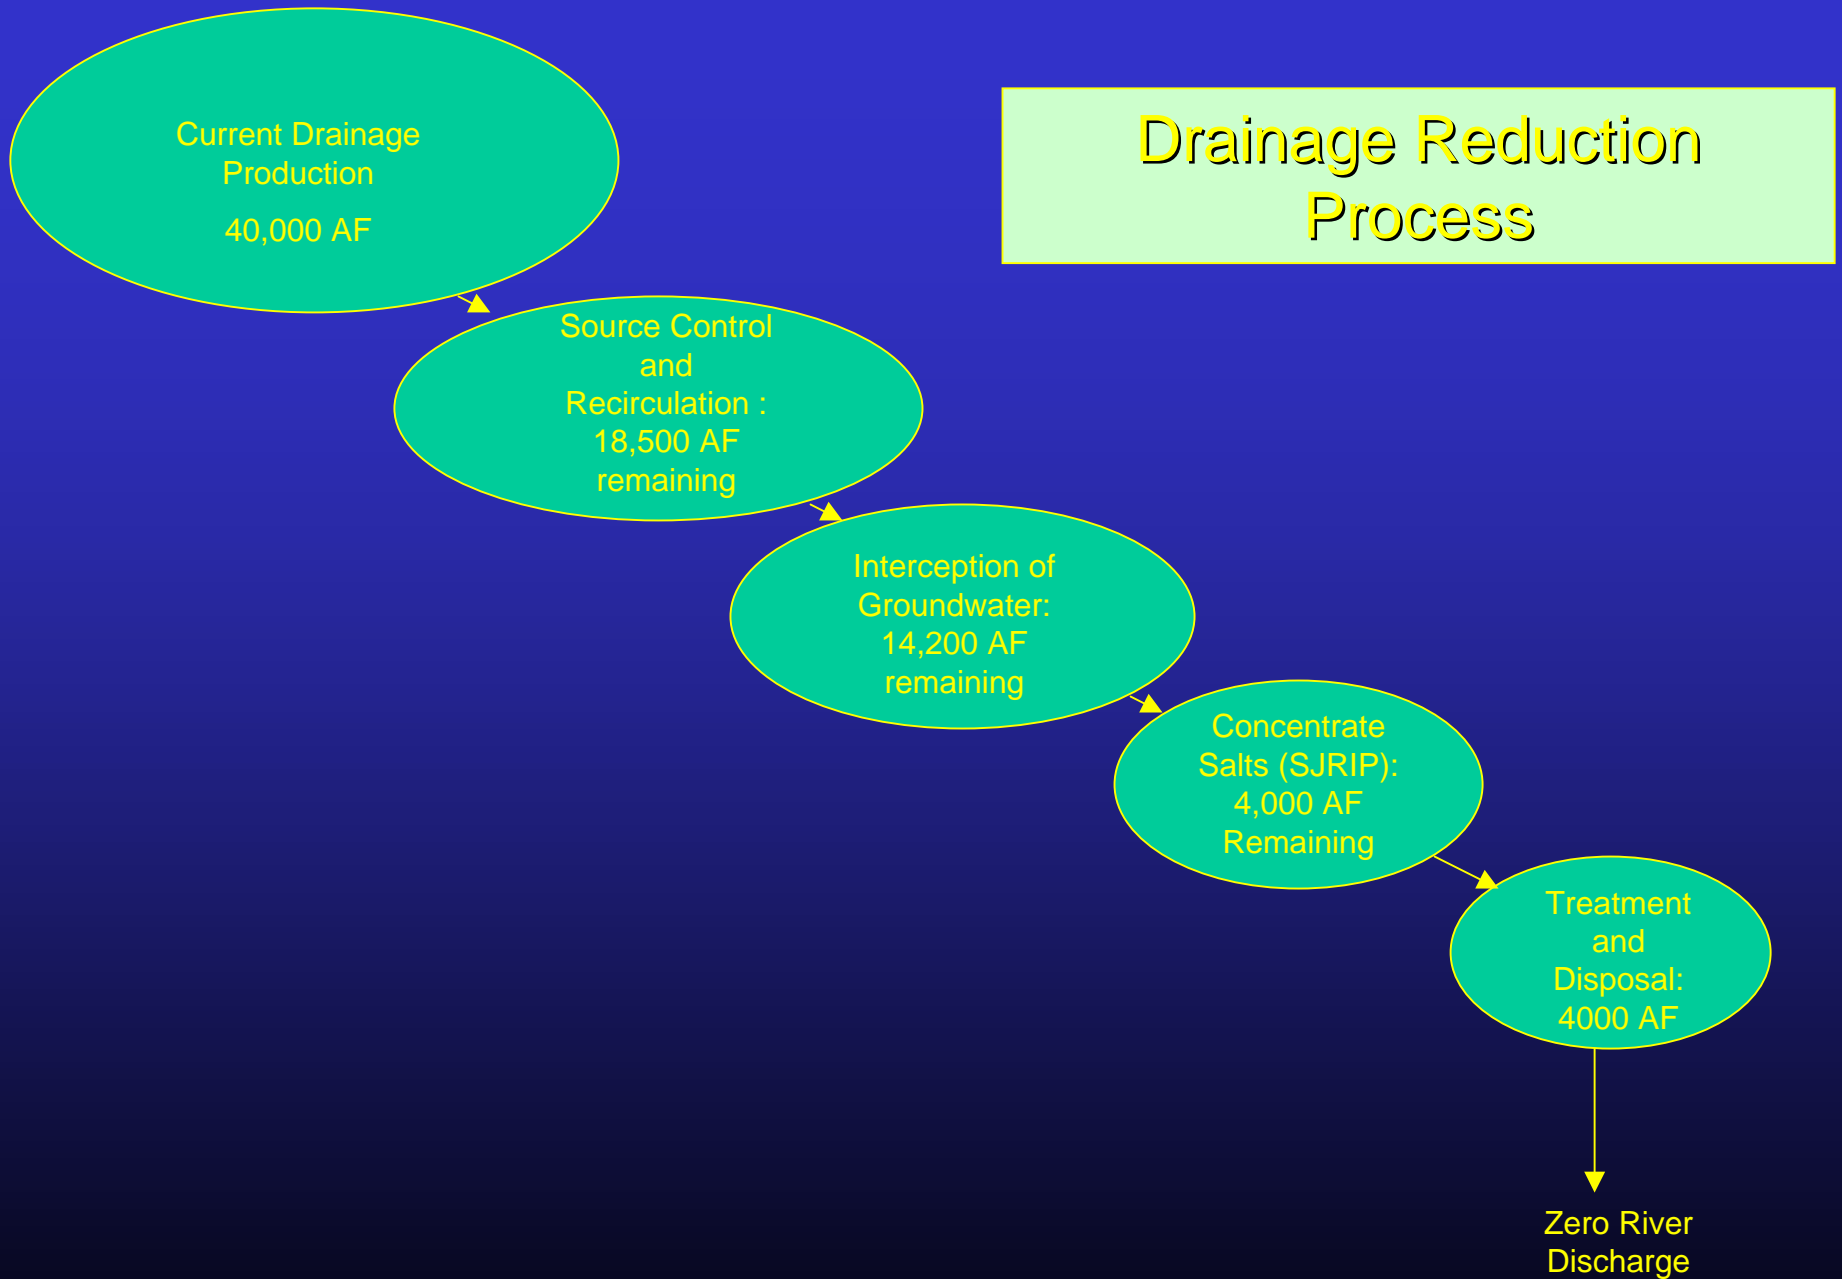 Drainage Reduction
Process
Current Drainage
Production
40,000 AF
Source Control
and
Recirculation :
18,500 AF
remaining
Interception of
Groundwater:
14,200 AF
remaining
Concentrate
Salts (SJRIP):
4,000 AF
Remaining
Treatment
and
Disposal:
4000 AF
Zero River
Discharge